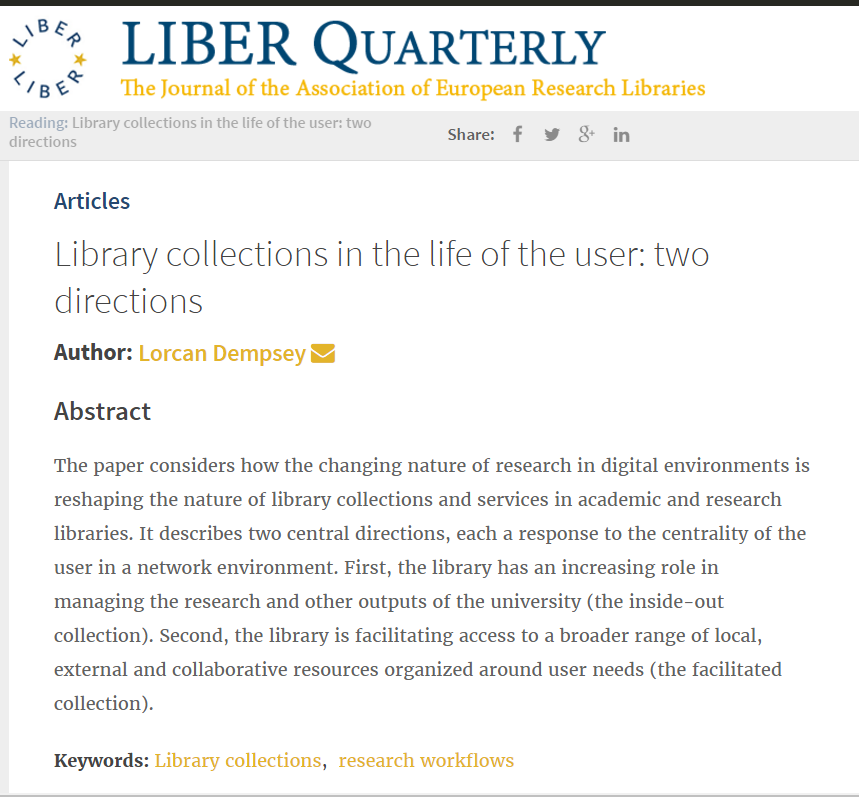 LIBER
LIBER
LIBER QUARTERLY
The Journal of the Association of European Research Libraries
Reading: Library collections in the life of the user: two
directions
Share: f g+ in
Articles
Library collections in the life of the user: two
directions
Author: Lorcan Dempsey
Abstract
The paper considers how the changing nature of research in digital environments is
reshaping the nature of library collections and services in academic and research
libraries. It describes two central directions, each a response to the centrality of the
user in a network environment. First, the library has an increasing role in
managing the research and other outputs of the university (the inside-out
collection). Second, the library is facilitating access to a broader range of local,
external and collaborative resources organized around user needs (the facilitated
collection).
Keywords: Library collections, research workflows